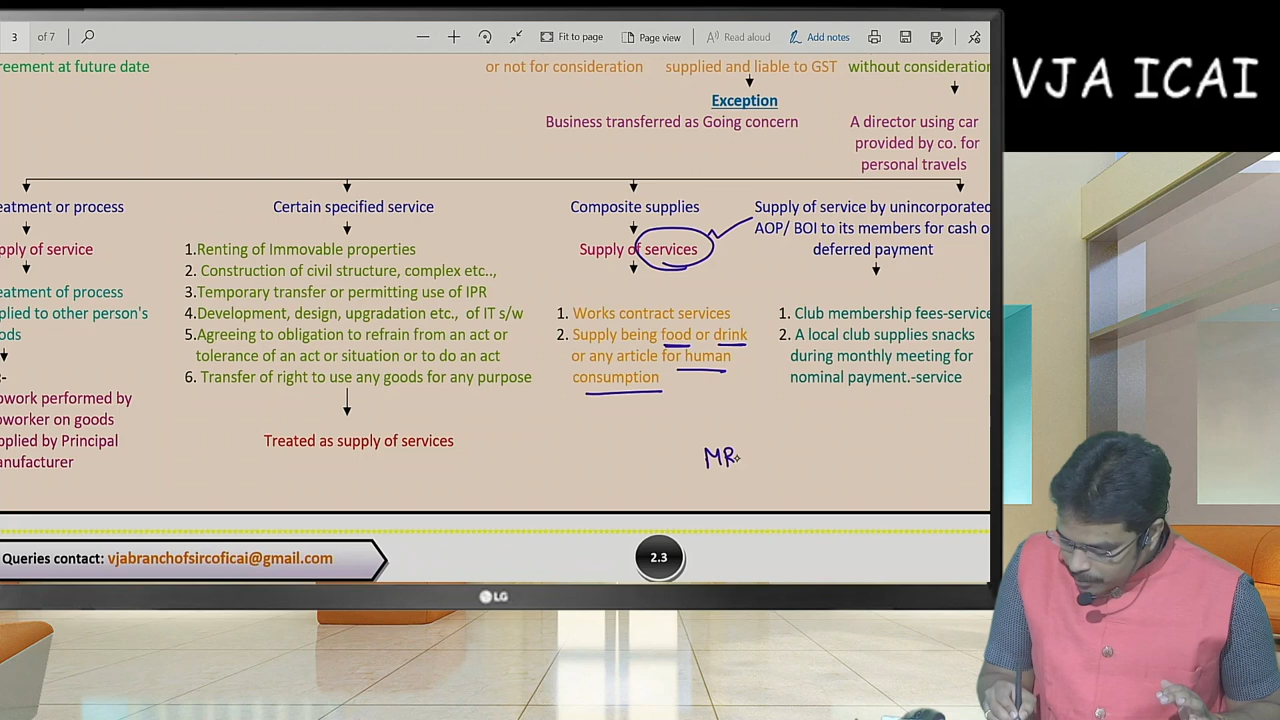 3 of 7
Fit to page
Page view
Read aloud
Add notes
VJA ICAI
reement at future date
or not for consideration
supplied and liable to GST
without consideration
Exception
Business transferred as Going concern
A director using car
provided by co. for
personal travels
eatment or process
pply of service
eatment of process
plied to other person's
ods
:-
bwork performed by
oworker on goods
pplied by Principal
anufacturer
Certain specified service
1.Renting of Immovable properties
2. Construction of civil structure, complex etc..,
3.Temporary transfer or permitting use of IPR
4.Development, design, upgradation etc., of IT s/w
5.Agreeing to obligation to refrain from an act or
tolerance of an act or situation or to do an act
6. Transfer of right to use any goods for any purpose
Treated as supply of services
Composite supplies
Supply of services
1. Works contract services
2. Supply being food or drink
or any article for human
consumption
Supply of service by unincorporated
AOP/ BOI to its members for cash o
deferred payment
1. Club membership fees-service
2. A local club supplies snacks
during monthly meeting for
nominal payment.-service
MR
Queries contact: vjabranchofsircoficai@gmail.com
2.3
LG